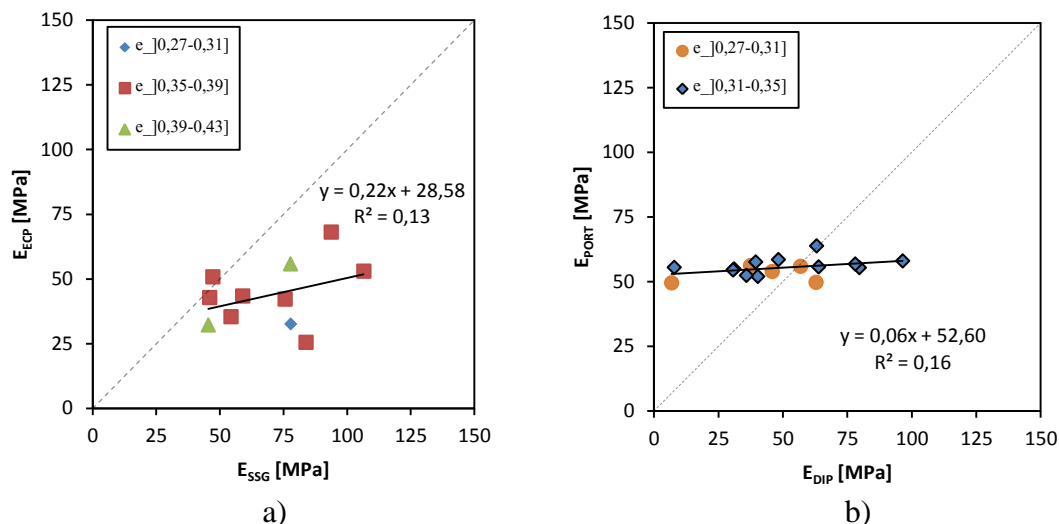 150
125
100
75
50
25
0
E_ECP [MPa]
e_]0,27-0,31]
e_]0,35-0,39]
e_]0,39-0,43]
y = 0,22x + 28,58
R² = 0,13
0 25 50 75 100 125 150
E_SSG [MPa]
a)
150
125
100
75
50
25
0
E_PORT [MPa]
e_]0,27-0,31]
e_]0,31-0,35]
y = 0,06x + 52,60
R² = 0,16
0 25 50 75 100 125 150
E_DIP [MPa]
b)